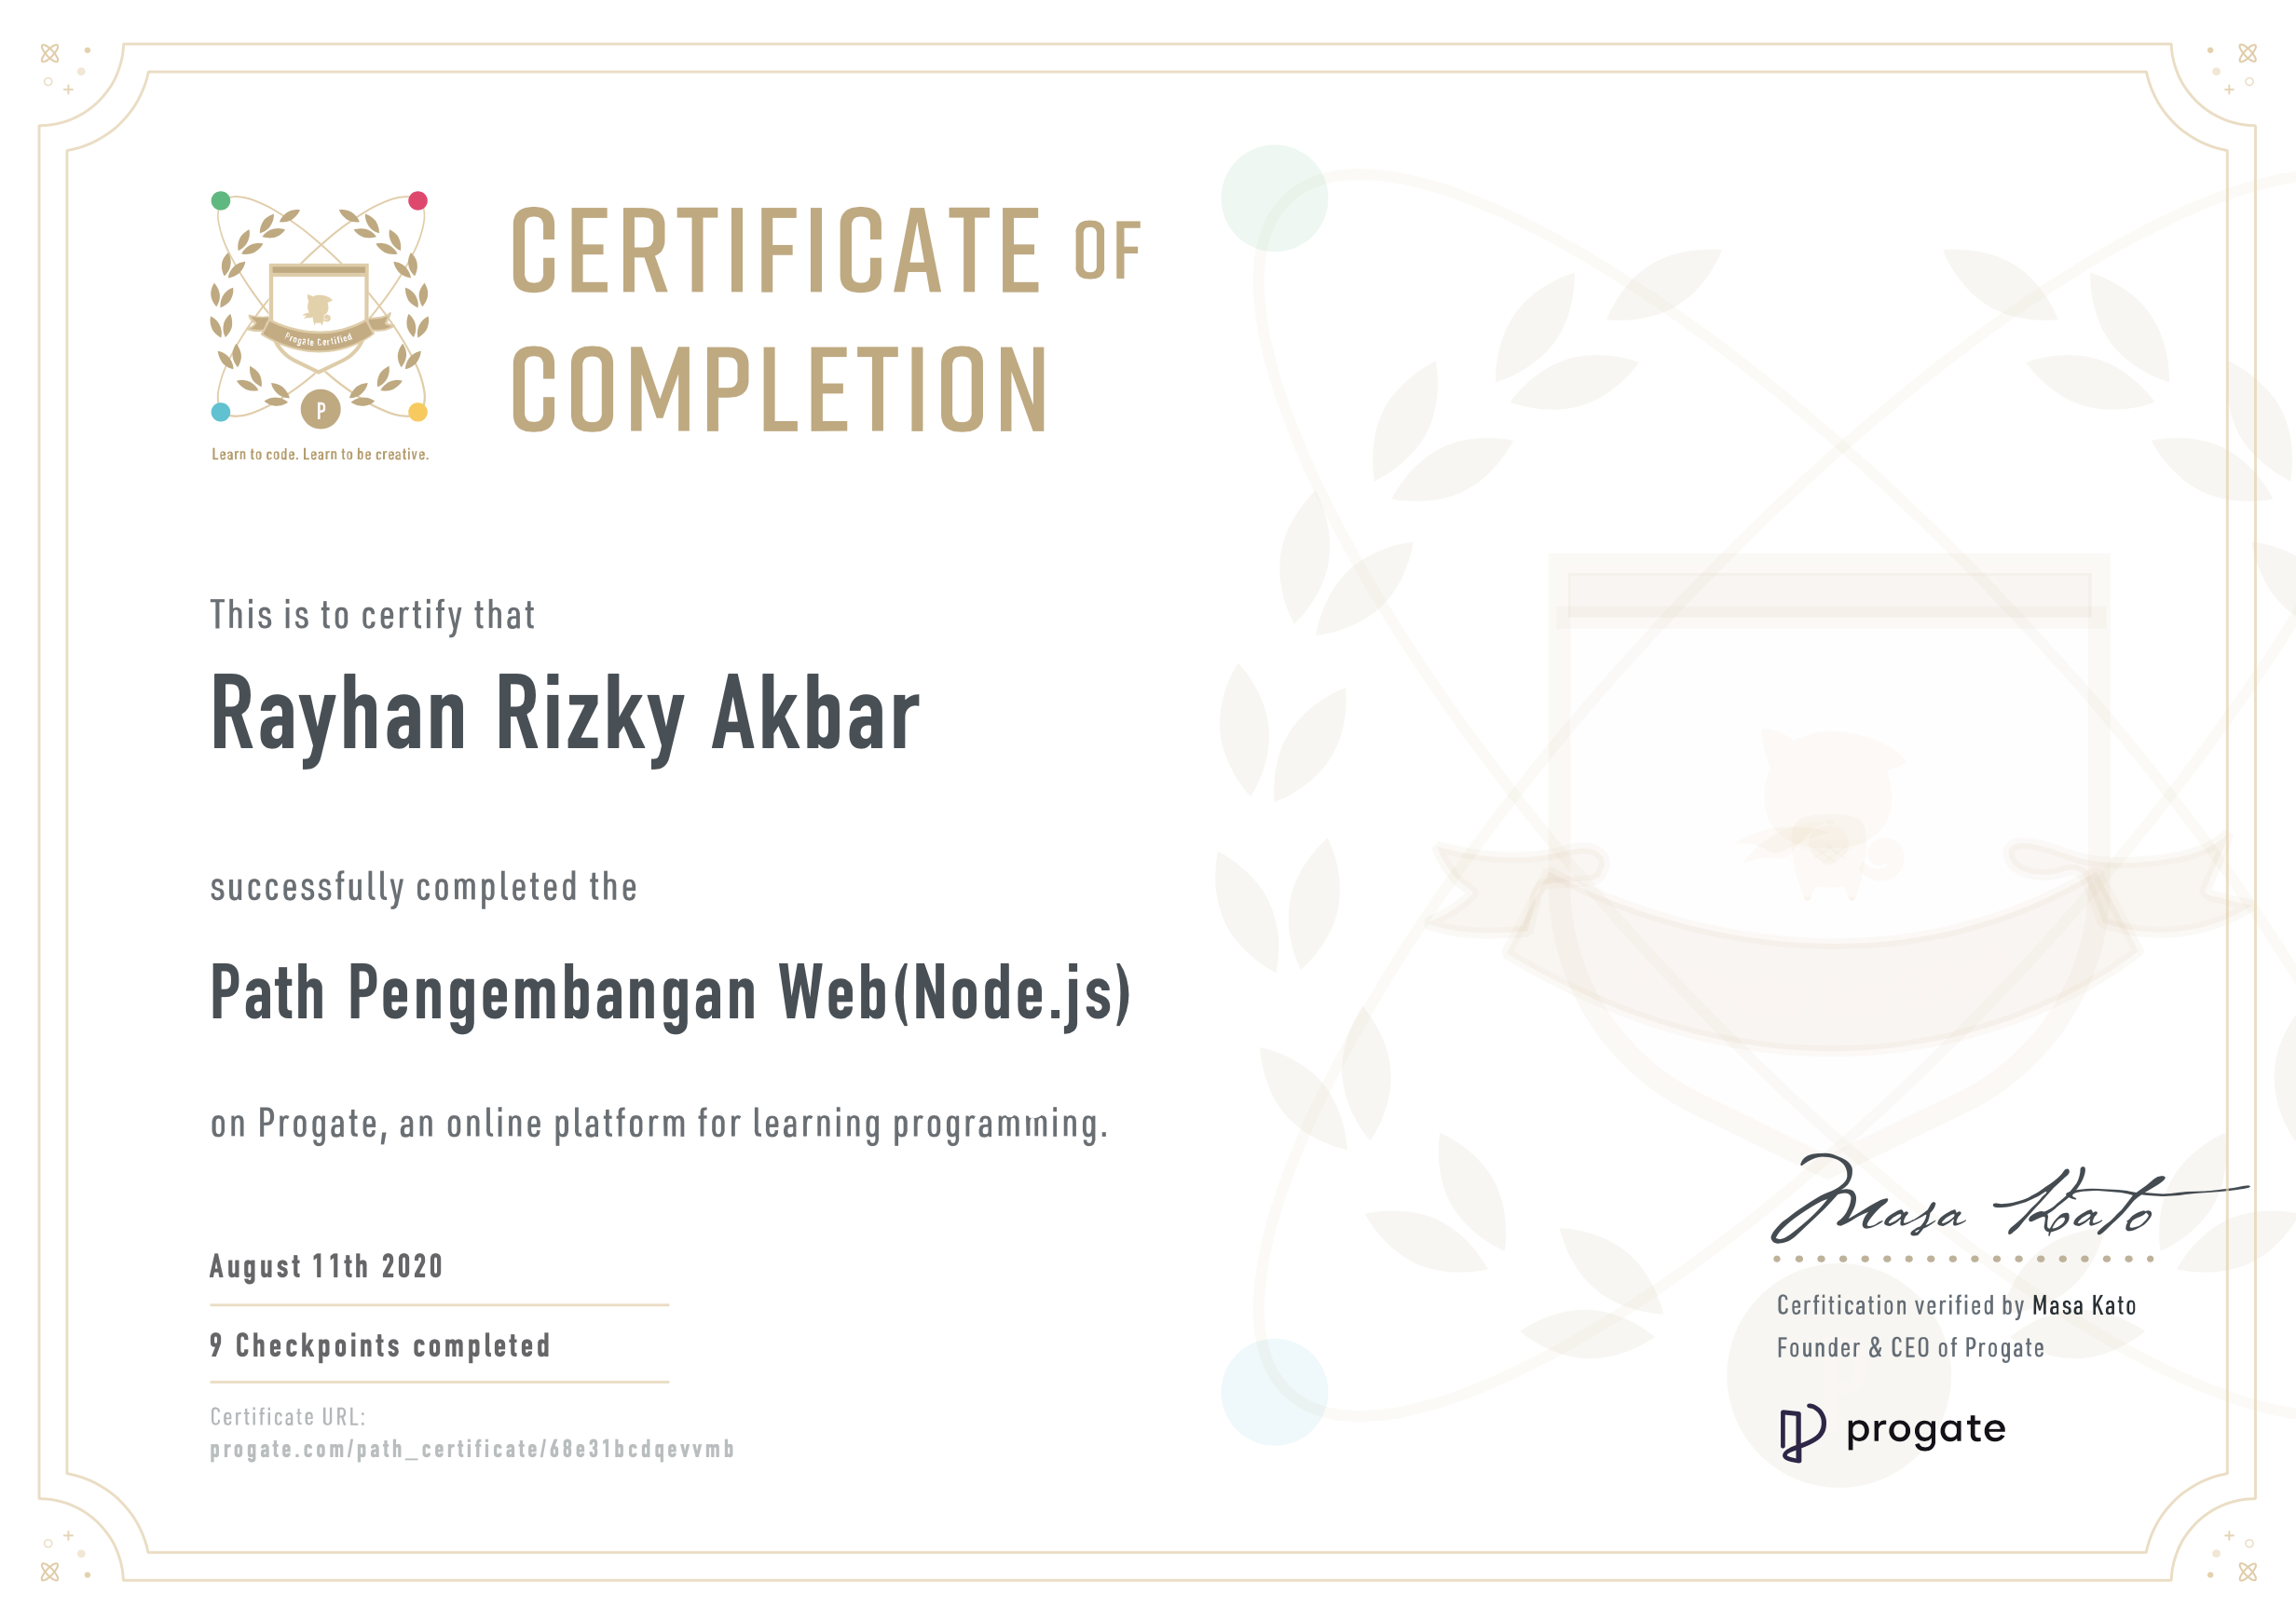 CERTIFICATE OF
COMPLETION
Progate Certified
P
Learn to code. Learn to be creative.
This is to certify that
Rayhan Rizky Akbar
successfully completed the
Path Pengembangan Web(Node.js)
on Progate, an online platform for learning programming.
August 11th 2020
9 Checkpoints completed
Certificate URL:
progate.com/path_certificate/68e31bcdqevvmb
Masa Kato
Cerfitication verified by Masa Kato
Founder & CEO of Progate
progate